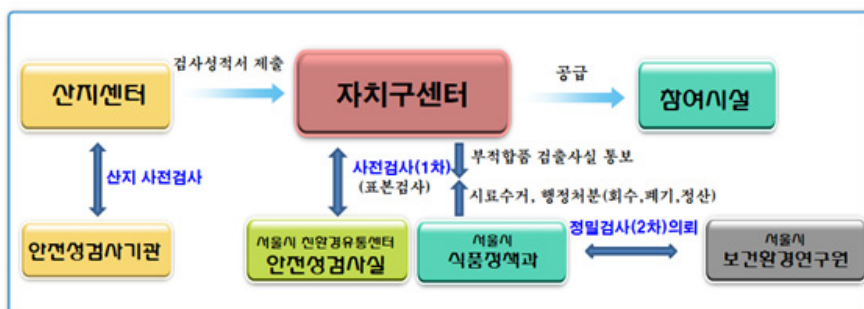 검사성적서 제출
공급
산지센터
자치구센터
참여시설
산지 사전검사
사전검사(1차)
(표본검사)
부적합품 검출사실 통보
시료수거, 행정처분(회수,폐기,정산)
정밀검사(2차)의뢰
안전성검사기관
서울시 친환경유통센터
안전성검사실
서울시
식품정책과
서울시
보건환경연구원